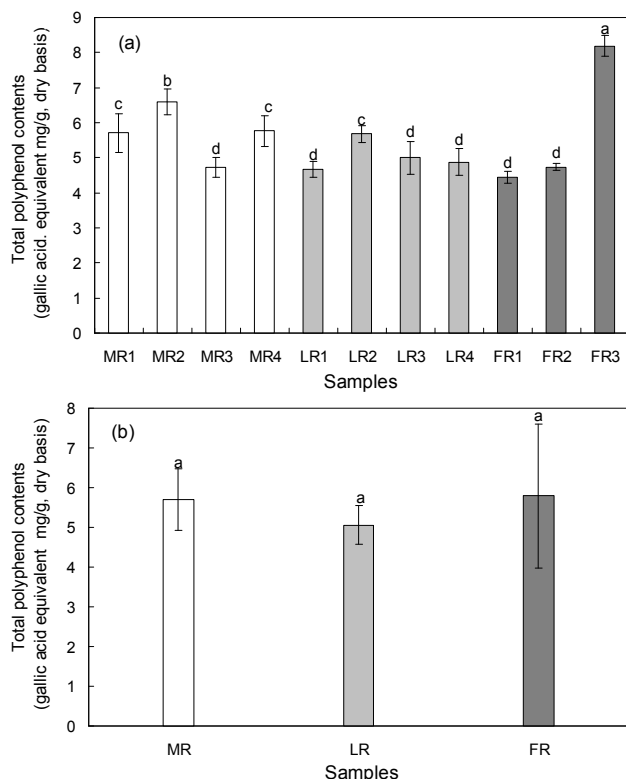 (a)
Total polyphenol contents
(gallic acid. equivalent mg/g, dry basis)
9
8
7
6
5
4
3
2
1
0
c
b
d
c
d
c
d
d
d
d
a
MR1 MR2 MR3 MR4 LR1 LR2 LR3 LR4 FR1 FR2 FR3
Samples
(b)
Total polyphenol contents
(gallic acid equivalent mg/g, dry basis)
8
7
6
5
4
3
2
1
0
a
a
a
MR LR FR
Samples